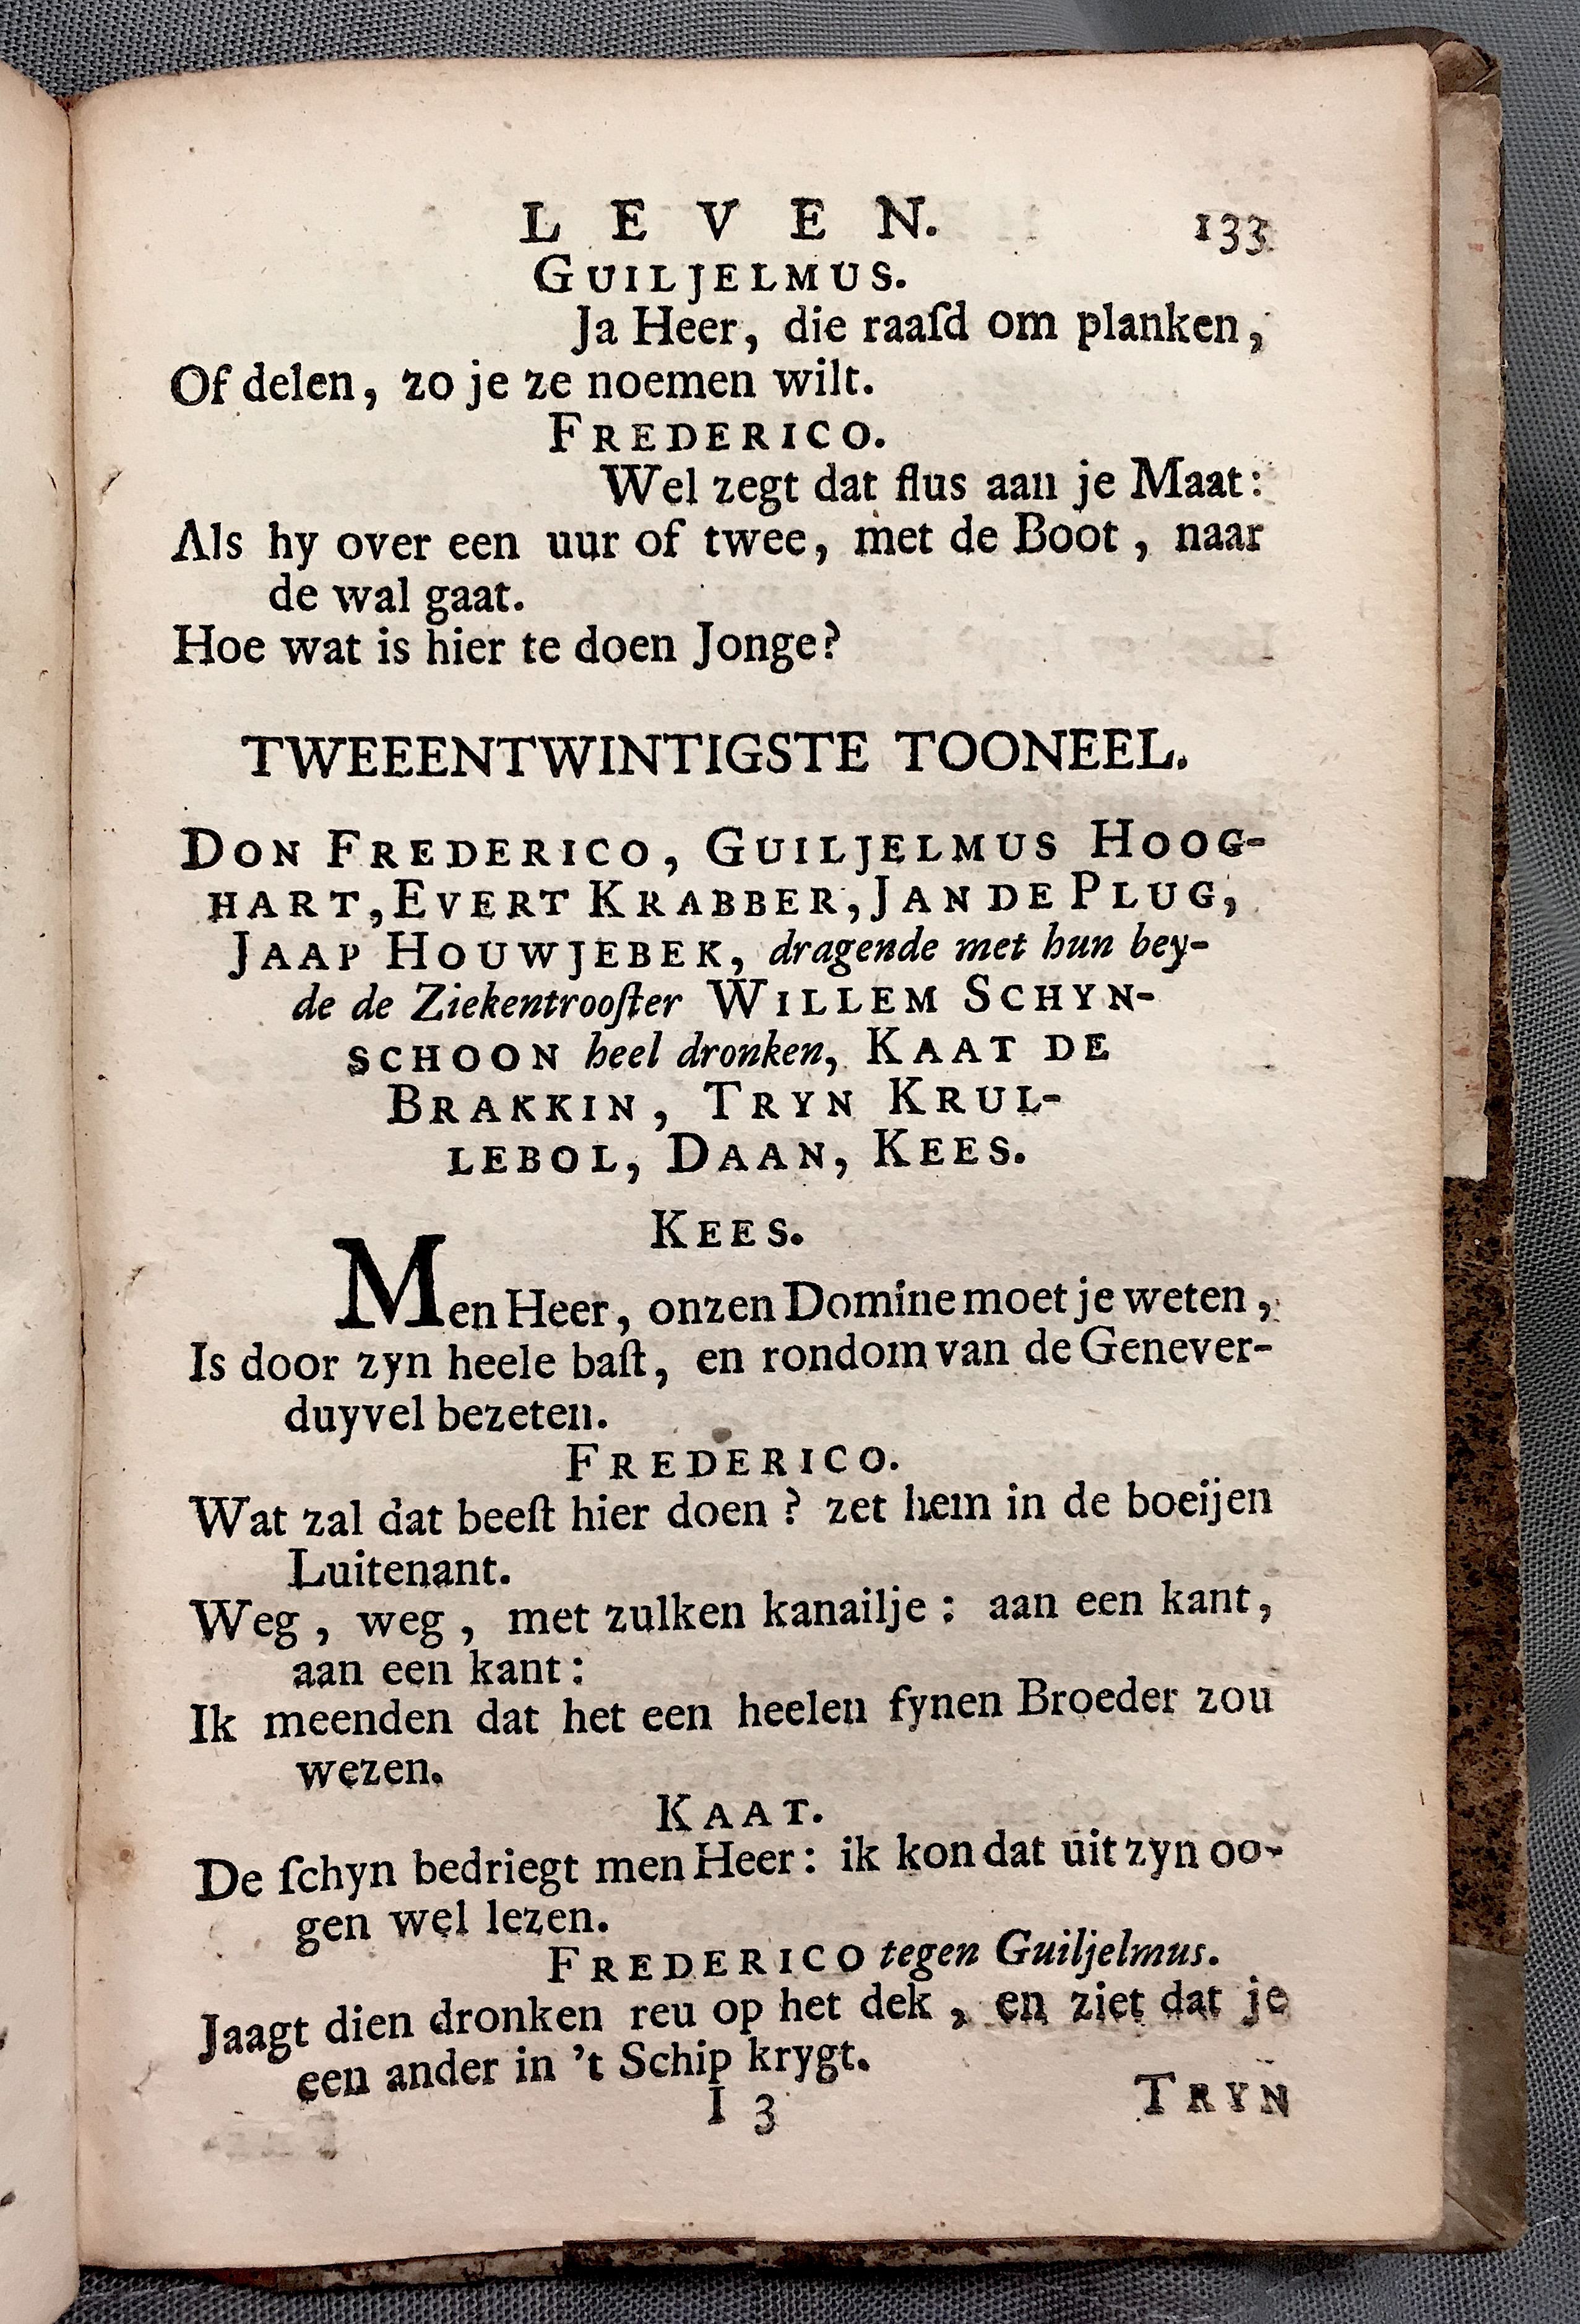 LEVEN. 133
GUILJELMUS.
Ja Heer, die raaſd om planken,
Of delen, zo je ze noemen wilt.
FREDERICO.
Wel zegt dat flus aan je Maat:
Als hy over een uur of twee, met de Boot, naar
de wal gaat.
Hoe wat is hier te doen Jonge?
TWEEENTWINTIGSTE TOONEEL.
DON FREDERICO, GUILJELMUS HOOG-
HART, EVERT KRABBER, JAN DE PLUG,
JAAP HOUWJEBEK, dragende met hun bey-
de de Ziekentrooſter WILLEM SCHYN-
SCHOON heel dronken, KAAT DE
BRAKKIN, TRYN KRUL-
LEBOL, DAAN, KEES.
KEES.
Men Heer, onzen Domine moet je weten,
Is door zyn heele baſt, en rondom van de Genever-
duyvel bezeten.
FREDERICO.
Wat zal dat beeſt hier doen? zet hem in de boeijen
Luitenant.
Weg, weg, met zulken kanailje: aan een kant,
aan een kant:
Ik meenden dat het een heelen fynen Broeder zou
wezen.
KAAT.
De ſchyn bedriegt men Heer: ik kon dat uit zyn oo-
gen wel lezen.
FREDERICO tegen Guiljelmus.
Jaagt dien dronken reu op het dek, en ziet dat je
een ander in 't Schip krygt.
I 3 TRYN